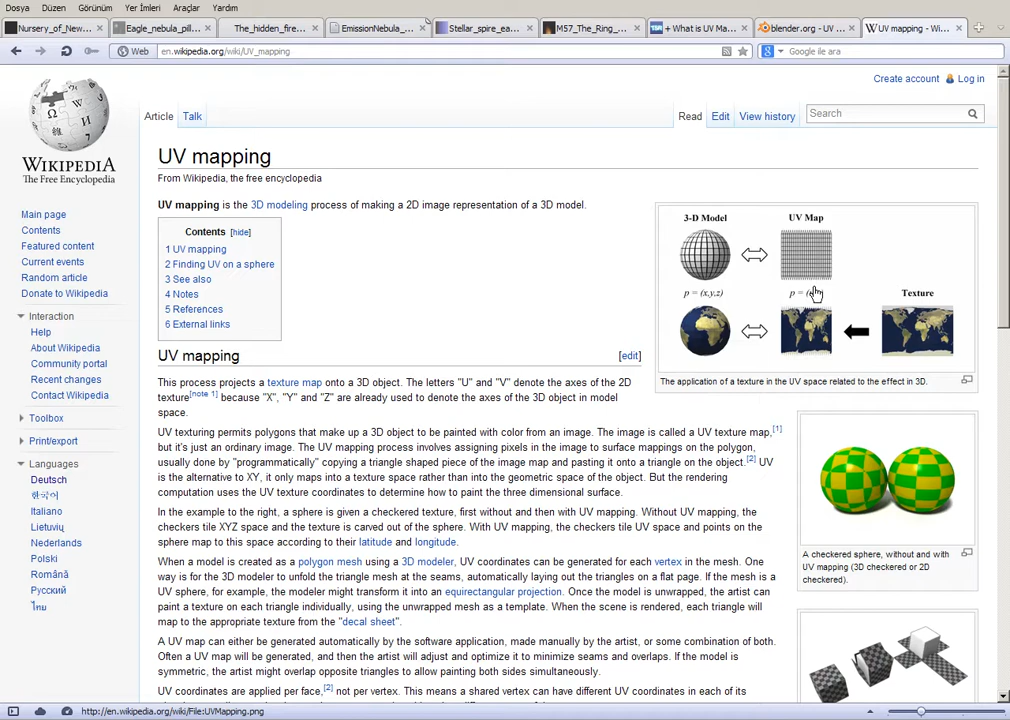 Dosya Düzen Görünüm Yer İmleri Araçlar Yardım
Nursery_of_New... Eagle_nebula_pill... The_hidden_fire... EmissionNebula_... Stellar_spire_ea... M57_The_Ring_... + What is UV Ma... blender.org - UV ... UV mapping - Wi...
Web en.wikipedia.org/wiki/UV_mapping Google ile ara
Create account Log in
Article Talk Read Edit View history Search
WIKIPEDIA
The Free Encyclopedia
Main page
Contents
Featured content
Current events
Random article
Donate to Wikipedia
Interaction
Help
About Wikipedia
Community portal
Recent changes
Contact Wikipedia
Toolbox
Print/export
Languages
Deutsch
한국어
Italiano
Lietuvių
Nederlands
Polski
Română
Русский
ไทย
UV mapping
From Wikipedia, the free encyclopedia
UV mapping is the 3D modeling process of making a 2D image representation of a 3D model.
Contents [hide]
1 UV mapping
2 Finding UV on a sphere
3 See also
4 Notes
5 References
6 External links
3-D Model UV Map
p = (x,y,z) p =
Texture
The application of a texture in the UV space related to the effect in 3D.
UV mapping [edit]
This process projects a texture map onto a 3D object. The letters "U" and "V" denote the axes of the 2D
texture[note 1] because "X", "Y" and "Z" are already used to denote the axes of the 3D object in model
space.
UV texturing permits polygons that make up a 3D object to be painted with color from an image. The image is called a UV texture map,[1]
but it's just an ordinary image. The UV mapping process involves assigning pixels in the image to surface mappings on the polygon,
usually done by "programmatically" copying a triangle shaped piece of the image map and pasting it onto a triangle on the object.[2] UV
is the alternative to XY, it only maps into a texture space rather than into the geometric space of the object. But the rendering
computation uses the UV texture coordinates to determine how to paint the three dimensional surface.
In the example to the right, a sphere is given a checkered texture, first without and then with UV mapping. Without UV mapping, the
checkers tile XYZ space and the texture is carved out of the sphere. With UV mapping, the checkers tile UV space and points on the
sphere map to this space according to their latitude and longitude.
A checkered sphere, without and with
UV mapping (3D checkered or 2D
checkered).
When a model is created as a polygon mesh using a 3D modeler, UV coordinates can be generated for each vertex in the mesh. One
way is for the 3D modeler to unfold the triangle mesh at the seams, automatically laying out the triangles on a flat page. If the mesh is a
UV sphere, for example, the modeler might transform it into an equirectangular projection. Once the model is unwrapped, the artist can
paint a texture on each triangle individually, using the unwrapped mesh as a template. When the scene is rendered, each triangle will
map to the appropriate texture from the "decal sheet".
A UV map can either be generated automatically by the software application, made manually by the artist, or some combination of both.
Often a UV map will be generated, and then the artist will adjust and optimize it to minimize seams and overlaps. If the model is
symmetric, the artist might overlap opposite triangles to allow painting both sides simultaneously.
UV coordinates are applied per face,[2] not per vertex. This means a shared vertex can have different UV coordinates in each of its
http://en.wikipedia.org/wiki/File:UVMapping.png